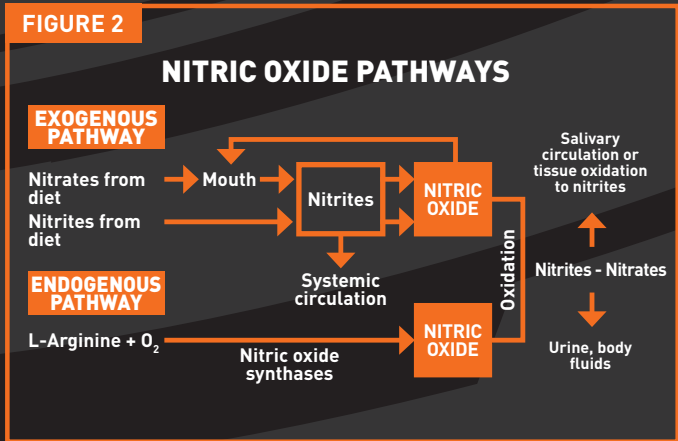 FIGURE 2
NITRIC OXIDE PATHWAYS
EXOGENOUS
PATHWAY
Nitrates from
diet
Mouth
Nitrites from
diet
Nitrites
NITRIC
OXIDE
Systemic
circulation
ENDOGENOUS
PATHWAY
L-Arginine + O₂
Nitric oxide
synthases
NITRIC
OXIDE
Oxidation
Salivary
circulation or
tissue oxidation
to nitrites
Nitrites - Nitrates
Urine, body
fluids